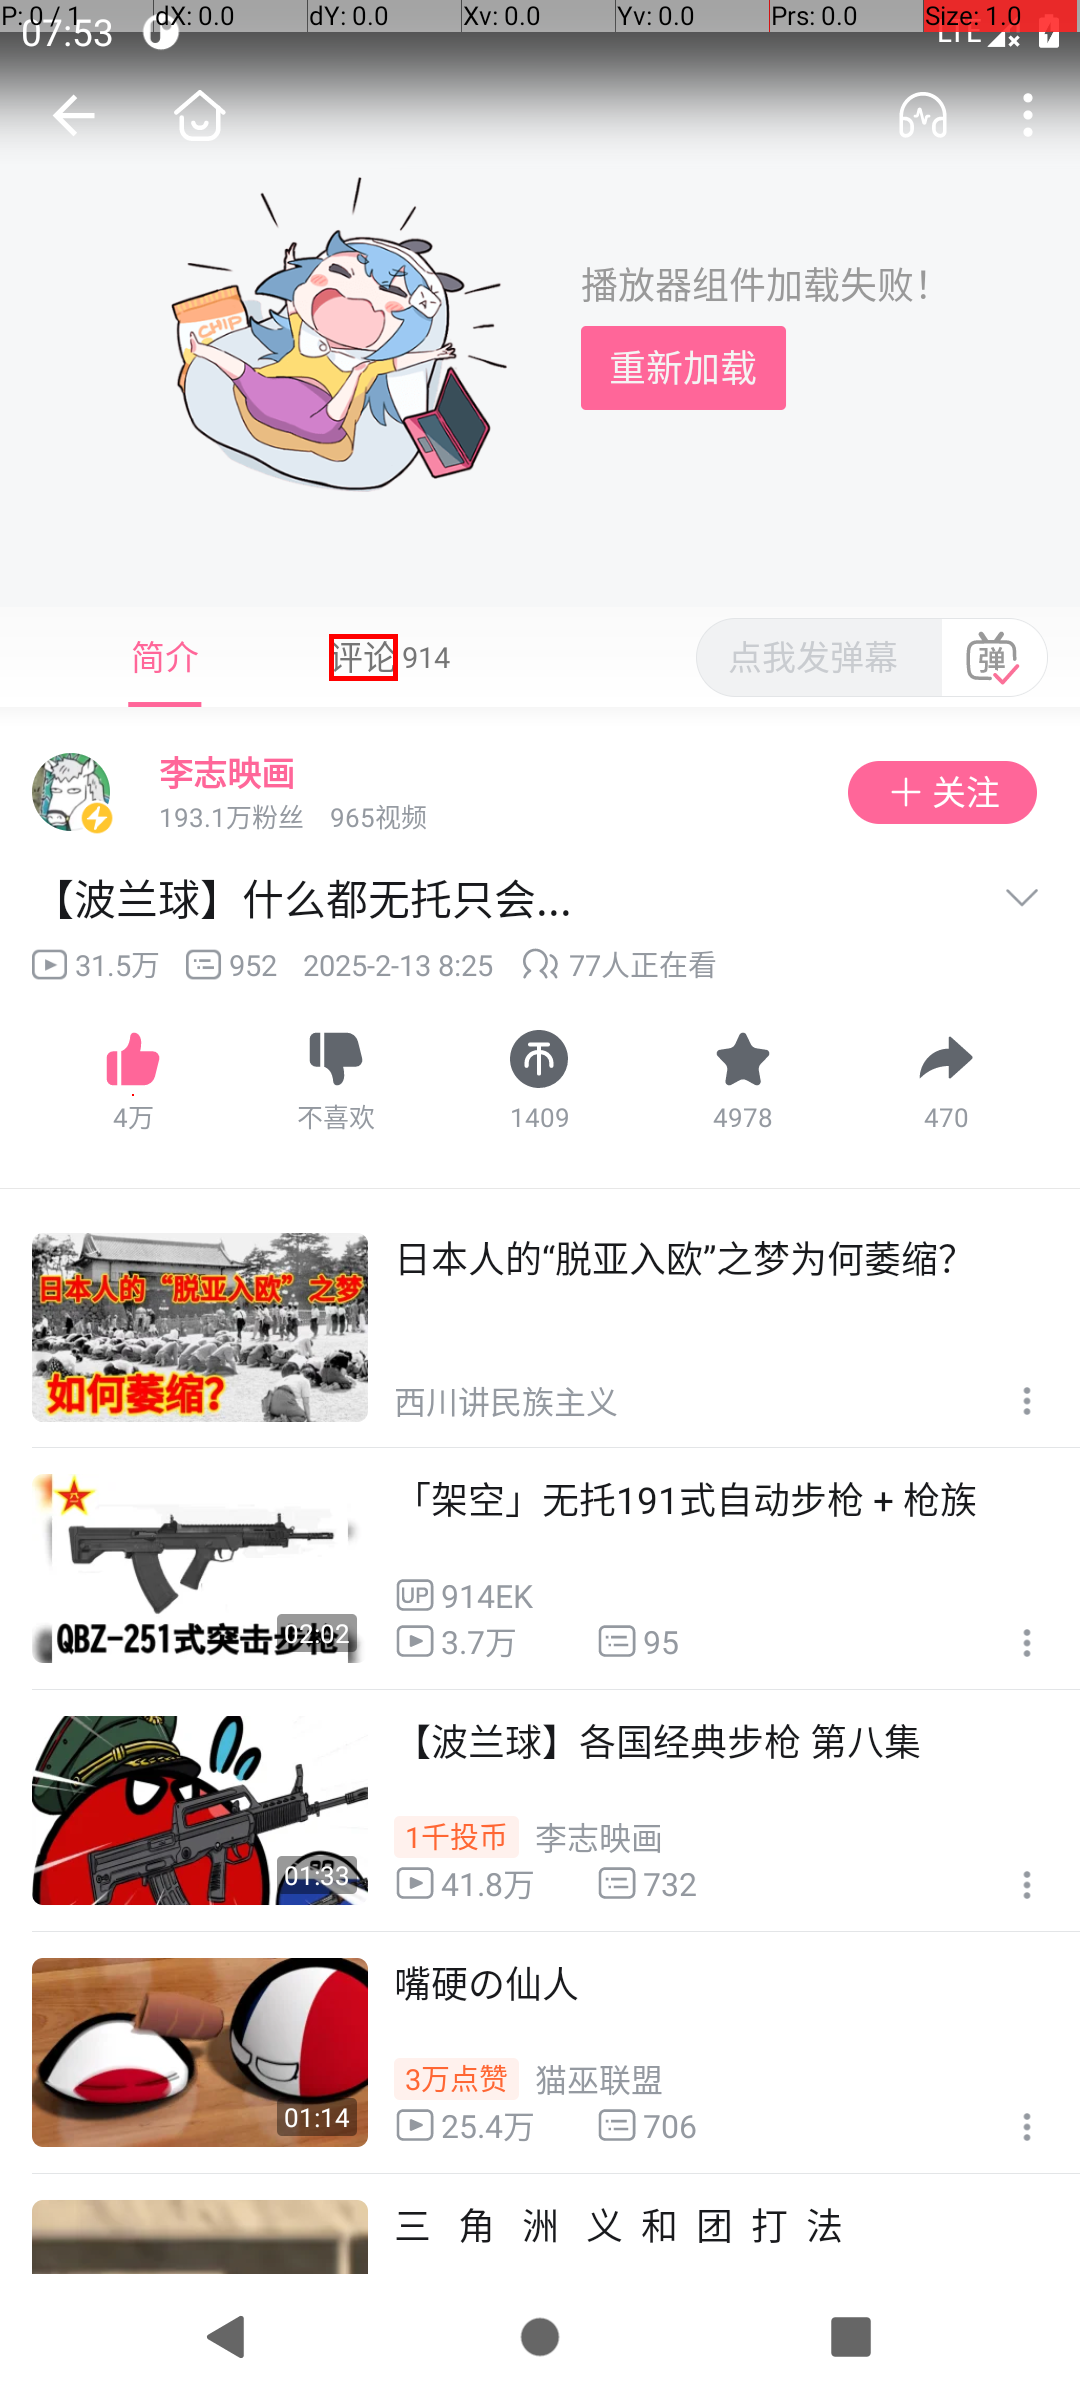 P: 0 / 1 dX: 0.0 dY: 0.0 Xv: 0.0 Yv: 0.0 Prs: 0.0 Size: 1.0
07:53 LTE
CHIP
播放器组件加载失败！
重新加载
简介 评论 914 点我发弹幕 弹
李志映画
193.1万粉丝 965视频
关注
【波兰球】什么都无托只会...
31.5万 952 2025-2-13 8:25 77人正在看
4万 不喜欢 1409 4978 470
日本人的“脱亚入欧”之梦
如何萎缩？
日本人的“脱亚入欧”之梦为何萎缩？
西川讲民族主义
QBZ-251式突击步枪
02:02
「架空」无托191式自动步枪 + 枪族
UP 914EK
3.7万 95
01:33
【波兰球】各国经典步枪 第八集
1千投币 李志映画
41.8万 732
01:14
嘴硬の仙人
3万点赞 猫巫联盟
25.4万 706
三 角 洲 义 和 团 打 法